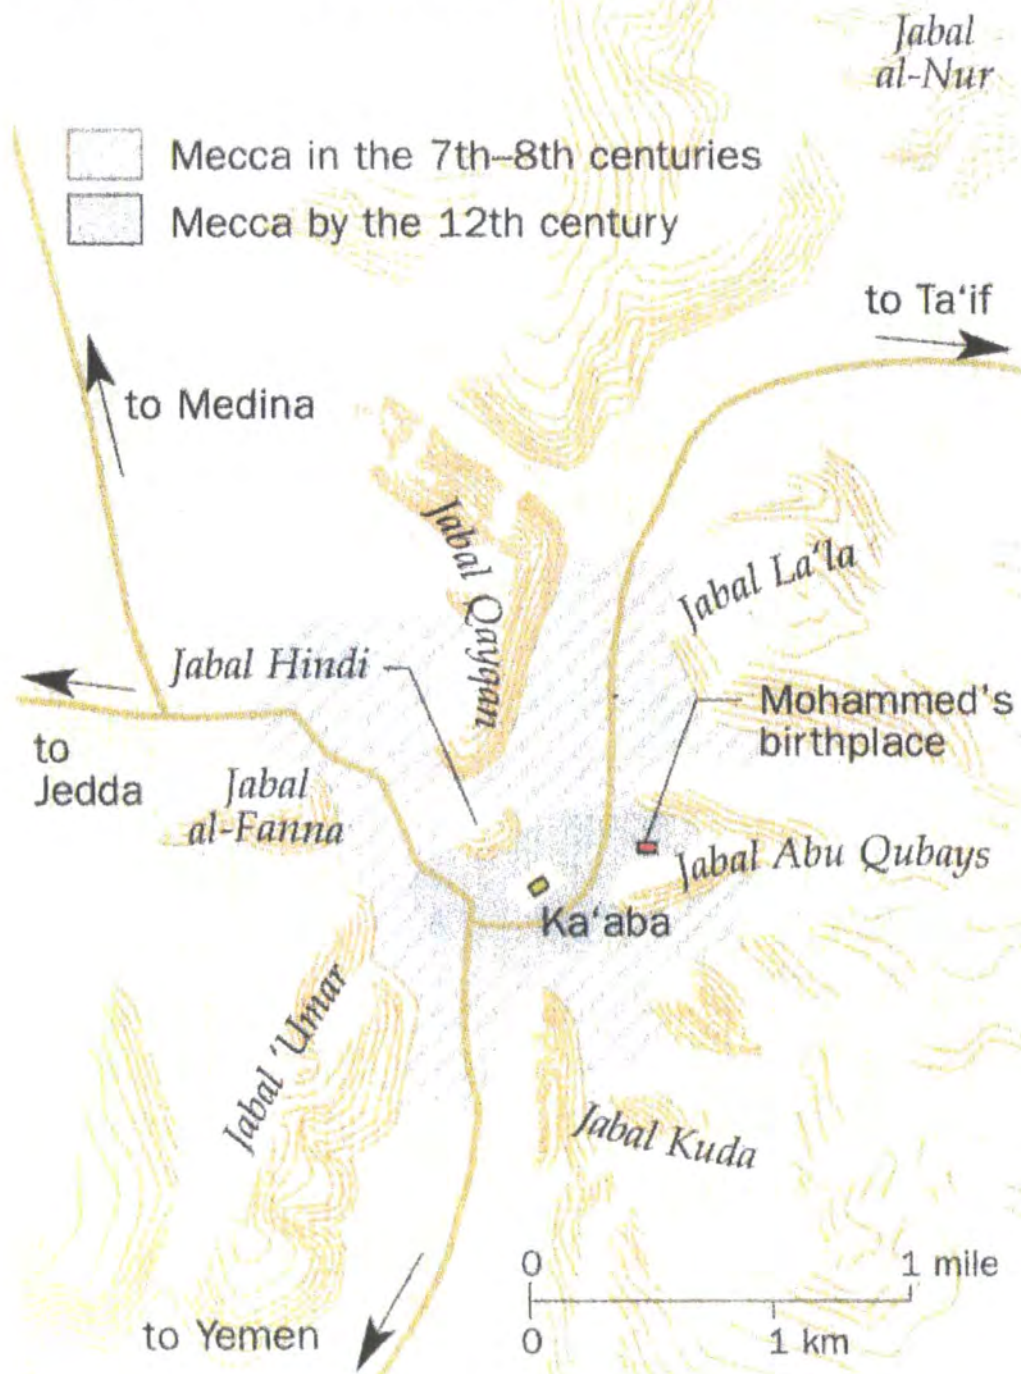 Jabal
al-Nur
Mecca in the 7th–8th centuries
Mecca by the 12th century
to Ta‘if
to Medina
Jabal Qayqan
Jabal La‘la
Jabal Hindi
Mohammed's
birthplace
to
Jedda
Jabal
al-Fanna
Jabal Abu Qubays
Ka‘aba
Jabal ‘Umar
Jabal Kuda
0
1 mile
to Yemen
0
1 km